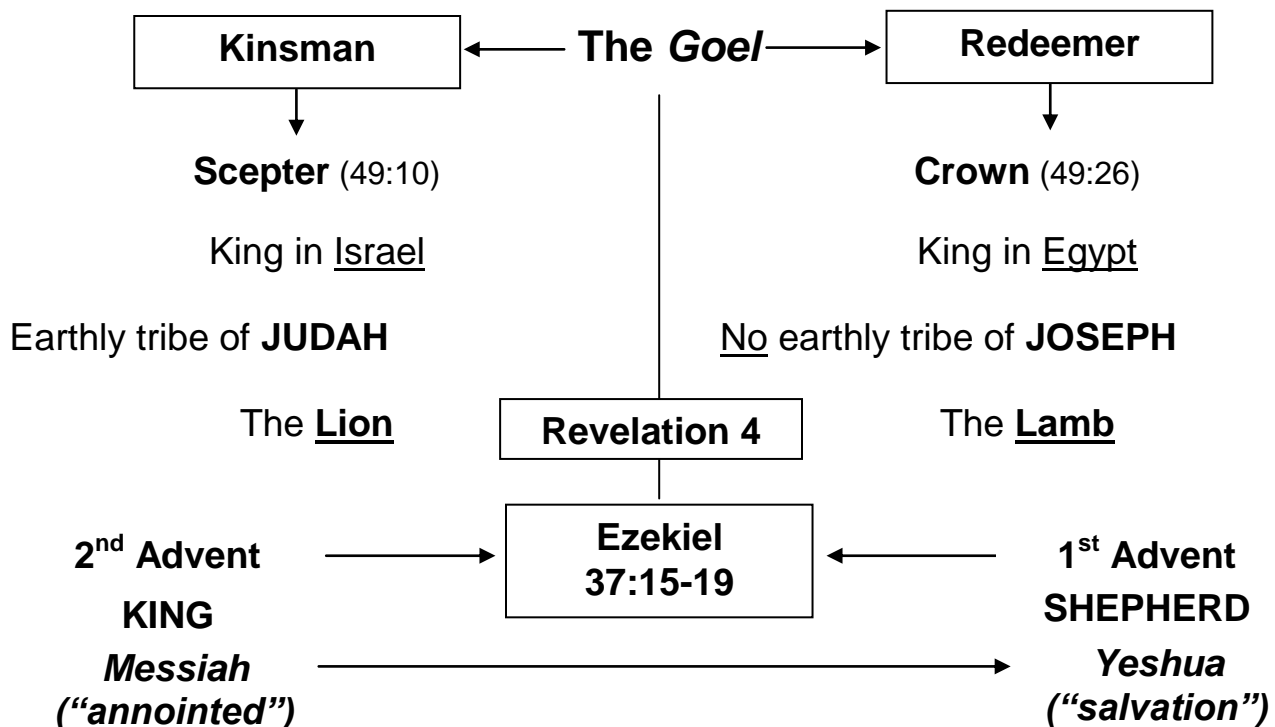 Kinsman
The Goel
Redeemer
Scepter (49:10)
Crown (49:26)
King in Israel
King in Egypt
Earthly tribe of JUDAH
No earthly tribe of JOSEPH
The Lion
Revelation 4
The Lamb
2nd Advent
Ezekiel
37:15-19
1st Advent
KING
SHEPHERD
Messiah
(“annointed”)
Yeshua
(“salvation”)